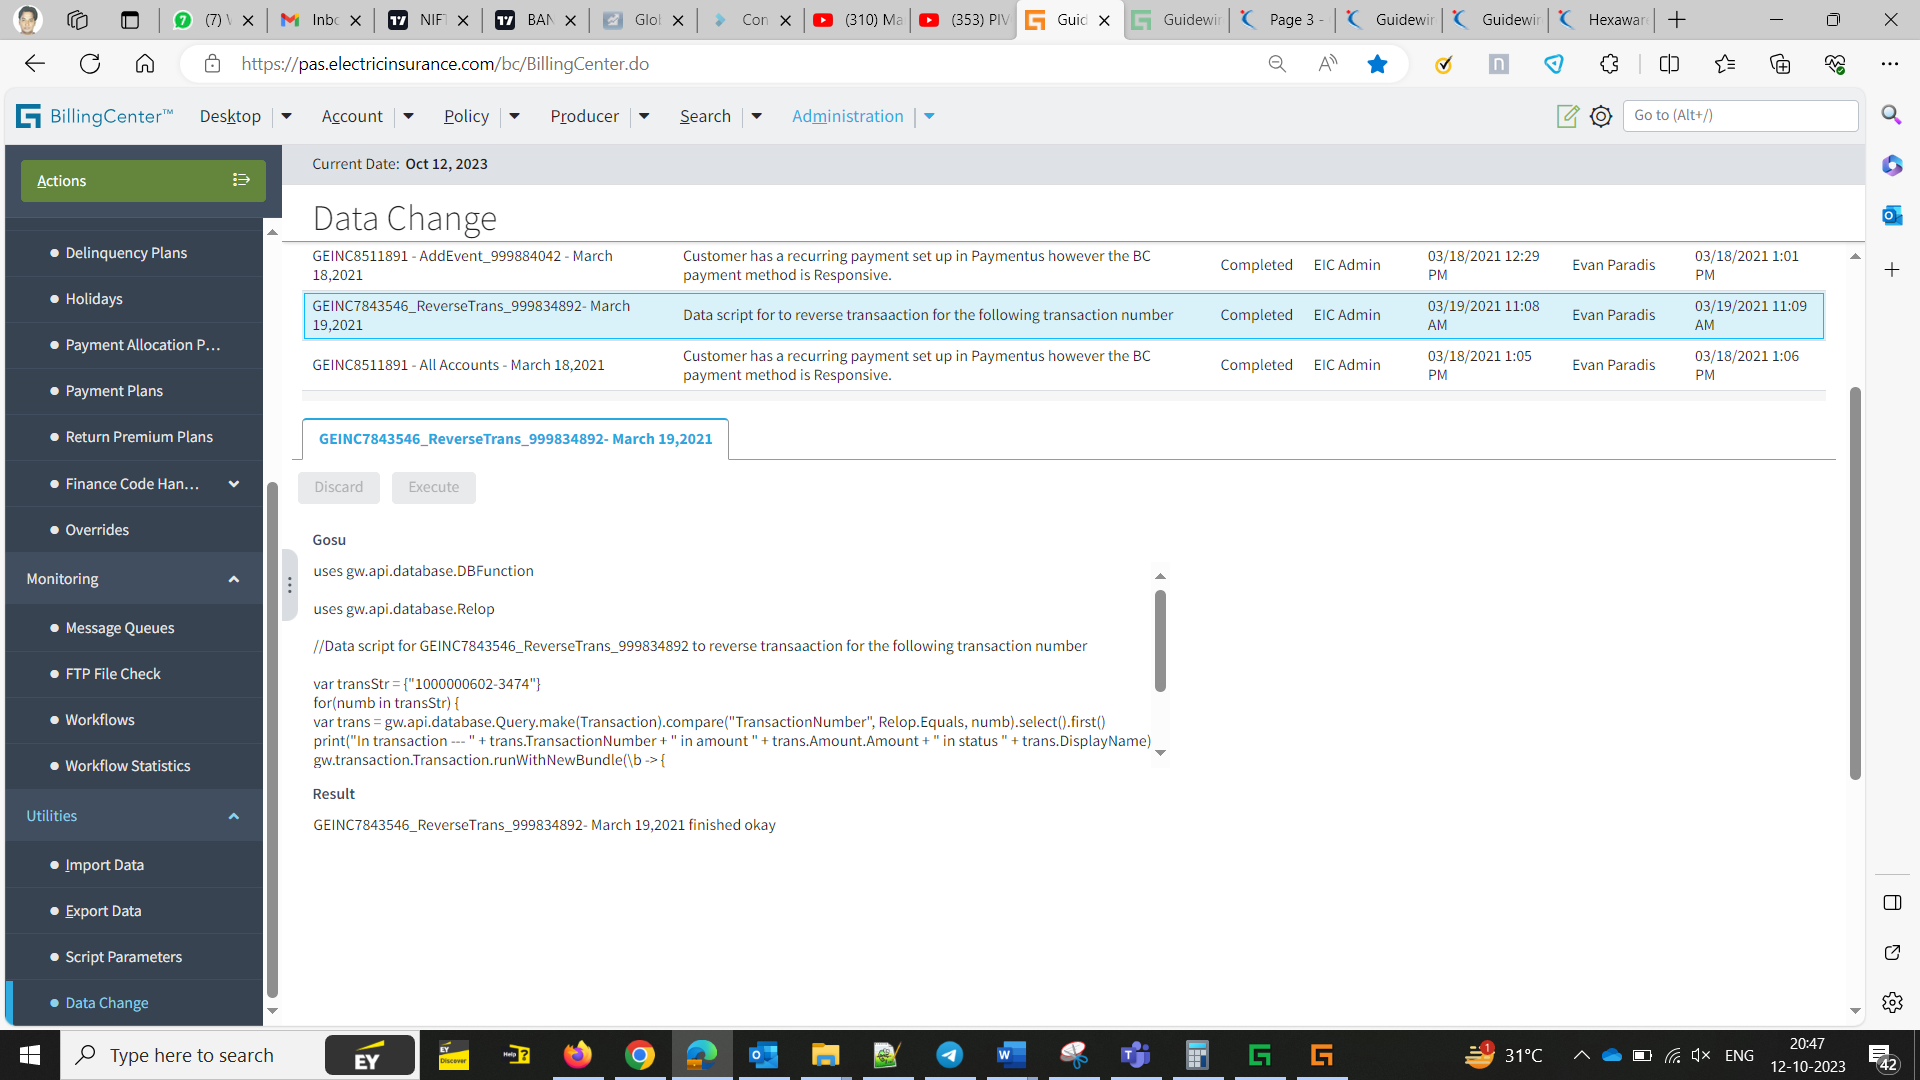 (7)
Inb
NIFT
BAN
Glol
Con
(310) Ma
(353) PIV
Guid
Guidewir
Page 3 -
Guidewir
Guidewir
Hexawar
https://pas.electricinsurance.com/bc/BillingCenter.do
BillingCenter™
Desktop
Account
Policy
Producer
Search
Administration
Go to (Alt+/)
Actions
Current Date: Oct 12, 2023
Data Change
Delinquency Plans
Holidays
Payment Allocation P...
Payment Plans
Return Premium Plans
Finance Code Han...
Overrides
Monitoring
Message Queues
FTP File Check
Workflows
Workflow Statistics
Utilities
Import Data
Export Data
Script Parameters
Data Change
GEINC8511891 - AddEvent_999884042 - March
18,2021
Customer has a recurring payment set up in Paymentus however the BC
payment method is Responsive.
Completed
EIC Admin
03/18/2021 12:29
PM
Evan Paradis
03/18/2021 1:01
PM
GEINC7843546_ReverseTrans_999834892- March
19,2021
Data script for to reverse transaaction for the following transaction number
Completed
EIC Admin
03/19/2021 11:08
AM
Evan Paradis
03/19/2021 11:09
AM
GEINC8511891 - All Accounts - March 18,2021
Customer has a recurring payment set up in Paymentus however the BC
payment method is Responsive.
Completed
EIC Admin
03/18/2021 1:05
PM
Evan Paradis
03/18/2021 1:06
PM
GEINC7843546_ReverseTrans_999834892- March 19,2021
Discard
Execute
Gosu
uses gw.api.database.DBFunction
uses gw.api.database.Relop
//Data script for GEINC7843546_ReverseTrans_999834892 to reverse transaaction for the following transaction number
var transStr = {"1000000602-3474"}
for(numb in transStr) {
var trans = gw.api.database.Query.make(Transaction).compare("TransactionNumber", Relop.Equals, numb).select().first()
print("In transaction --- " + trans.TransactionNumber + " in amount " + trans.Amount.Amount + " in status " + trans.DisplayName)
gw.transaction.Transaction.runWithNewBundle(\b -> {
Result
GEINC7843546_ReverseTrans_999834892- March 19,2021 finished okay
Type here to search
EY
EY
Discover
Help ?
1
31°C
ENG
20:47
12-10-2023
42